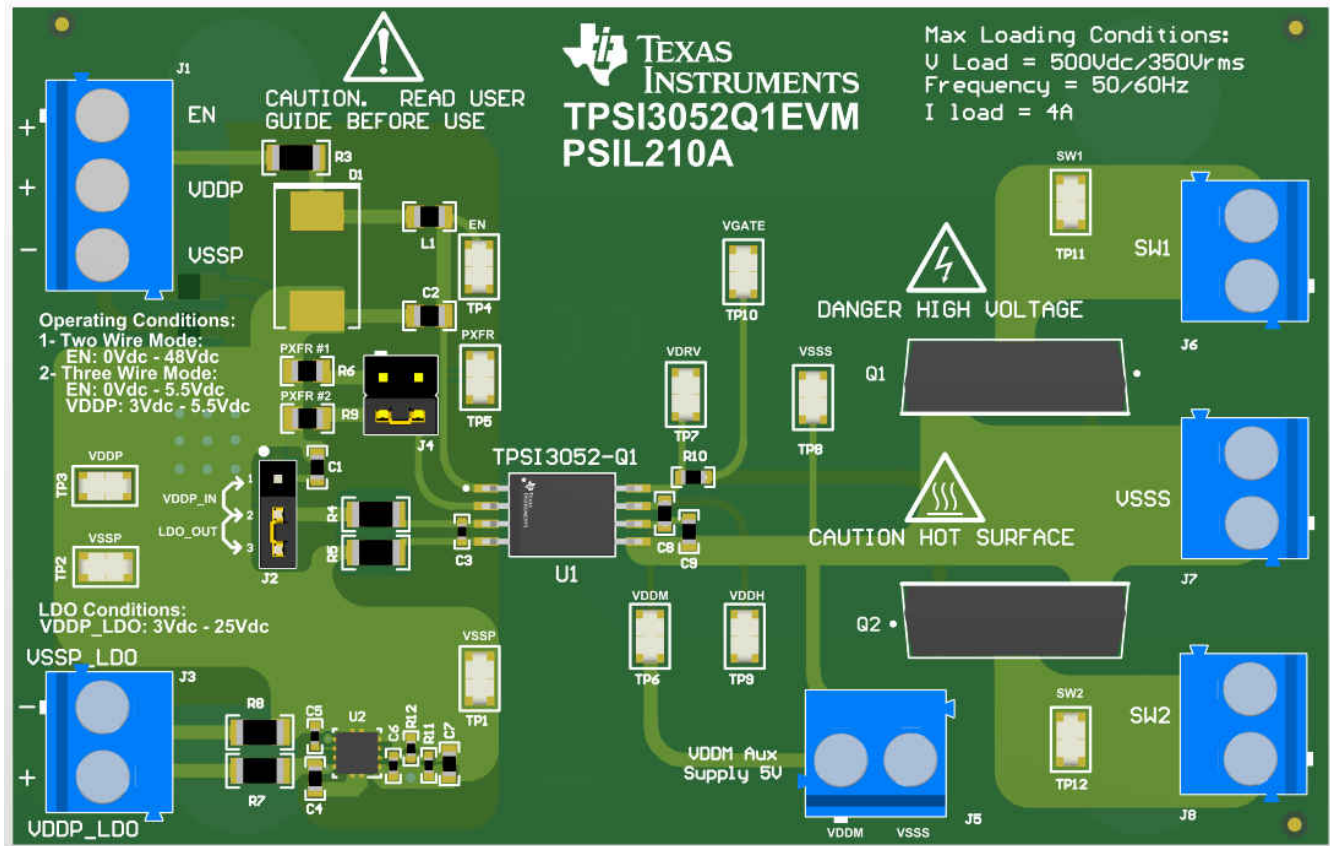 J1
EN
VDDP
VSSP
+
+
-
CAUTION. READ USER
GUIDE BEFORE USE
TEXAS
INSTRUMENTS
TPSI3052Q1EVM
PSIL210A
Max Loading Conditions:
V Load = 500Vdc/350Vrms
Frequency = 50/60Hz
I load = 4A
R3
D1
L1
C2
EN
TP4
PXFR
TP5
VGATE
TP10
SW1
TP11
SW1
J6
DANGER HIGH VOLTAGE
Operating Conditions:
1- Two Wire Mode:
EN: 0Vdc - 48Vdc
2- Three Wire Mode:
EN: 0Vdc - 5.5Vdc
VDDP: 3Vdc - 5.5Vdc
PXFR #1
R6
PXFR #2
R9
J4
VDRV
TP7
VSSS
TP8
Q1
VDDP
TP3
VSSP
TP2
C1
1
VDDP_IN
2
LDO_OUT
3
J2
R4
R5
C3
TPSI3052-Q1
U1
R10
C8
C9
CAUTION HOT SURFACE
VSSS
J7
VDDM
TP6
VDDH
TP9
Q2
LDO Conditions:
VDDP_LDO: 3Vdc - 25Vdc
VSSP_LDO
J3
-
+
VDDP_LDO
R8
R7
C5
C4
U2
C6
R12
R11
C7
VSSP
TP1
VDDM Aux
Supply 5V
VDDM
VSSS
J5
SW2
TP12
SW2
J8